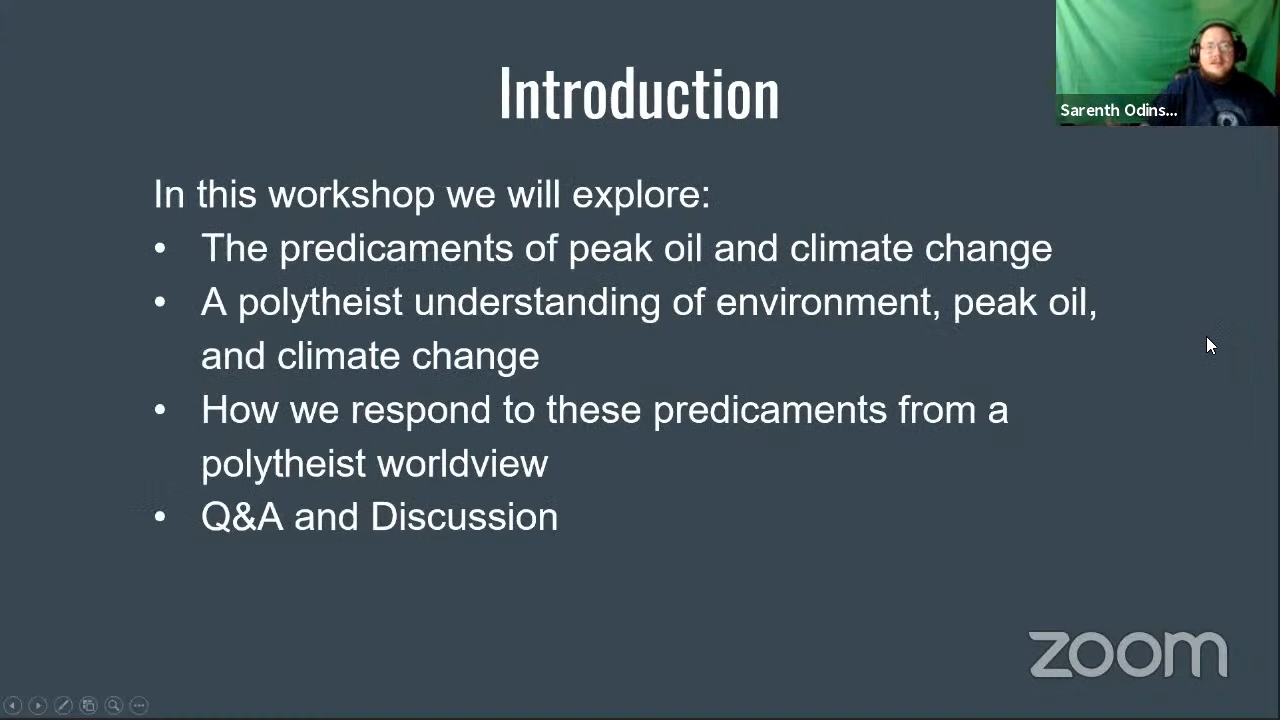 Introduction
Sarenth Odins...
In this workshop we will explore:
• The predicaments of peak oil and climate change
• A polytheist understanding of environment, peak oil,
and climate change
• How we respond to these predicaments from a
polytheist worldview
• Q&A and Discussion
zoom